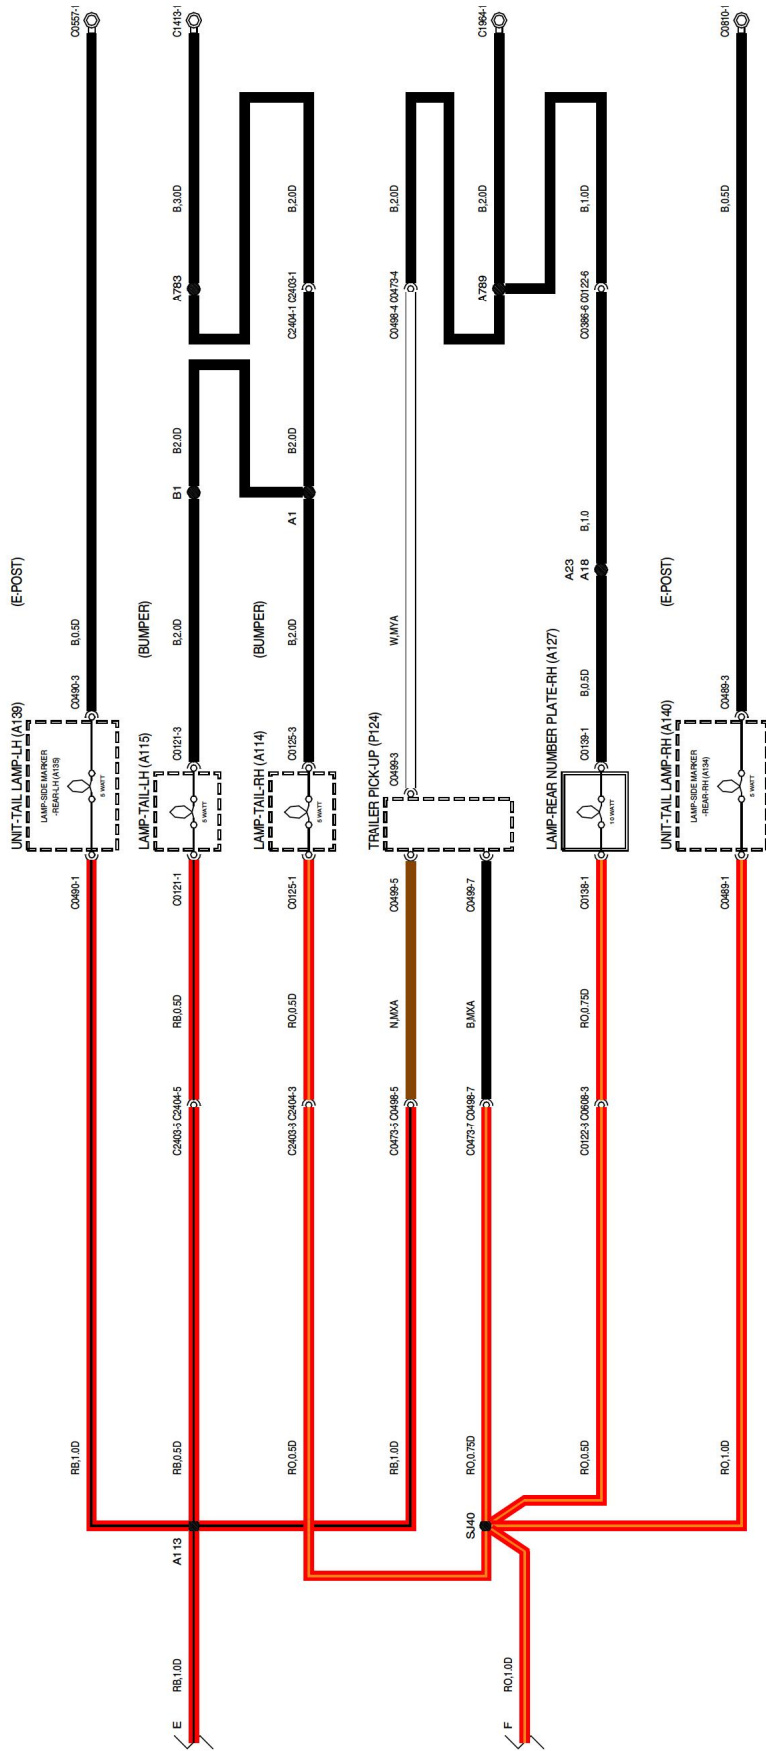 UNIT-TAIL LAMP-LH (A139)
(E-POST)
RB,1.0D
C0490-1
LAMP-SIDE MARKER
-REAR-LH (A135)
5 WATT
C0490-3
B,0.5D
C0557-1
LAMP-TAIL-LH (A115)
(BUMPER)
E
RB,1.0D
A113
RB,0.5D
C2403-5 C2404-5
RB,0.5D
C0121-1
5 WATT
C0121-3
B,2.0D
B1
B2.0D
A783
B,3.0D
C1413-1
LAMP-TAIL-RH (A114)
(BUMPER)
RO,0.5D
C2403-3 C2404-3
RO,0.5D
C0125-1
5 WATT
C0125-3
B,2.0D
A1
B2.0D
C2404-1 C2403-1
B,2.0D
TRAILER PICK-UP (P124)
RB,1.0D
C0473-5 C0498-5
N,MXA
C0499-5
C0499-3
W,MYA
C0498-4 C0473-4
B,2.0D
SJ40
RO,0.75D
C0473-7 C0498-7
B,MXA
C0499-7
A789
B,2.0D
C1964-1
F
RO,1.0D
LAMP-REAR NUMBER PLATE-RH (A127)
RO,0.5D
C0122-3 C0608-3
RO,0.75D
C0138-1
10 WATT
C0139-1
B,0.5D
A23
A18
B,1.0
C0386-6 C0122-6
B,1.0D
UNIT-TAIL LAMP-RH (A140)
(E-POST)
RO,1.0D
C0489-1
LAMP-SIDE MARKER
-REAR-RH (A134)
5 WATT
C0489-3
B,0.5D
C0810-1